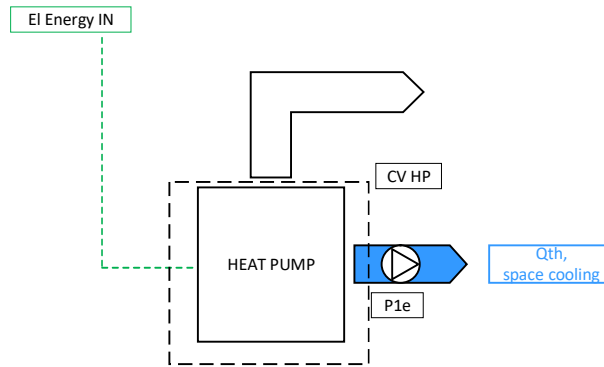 El Energy IN
CV HP
HEAT PUMP
Qth,
space cooling
P1e